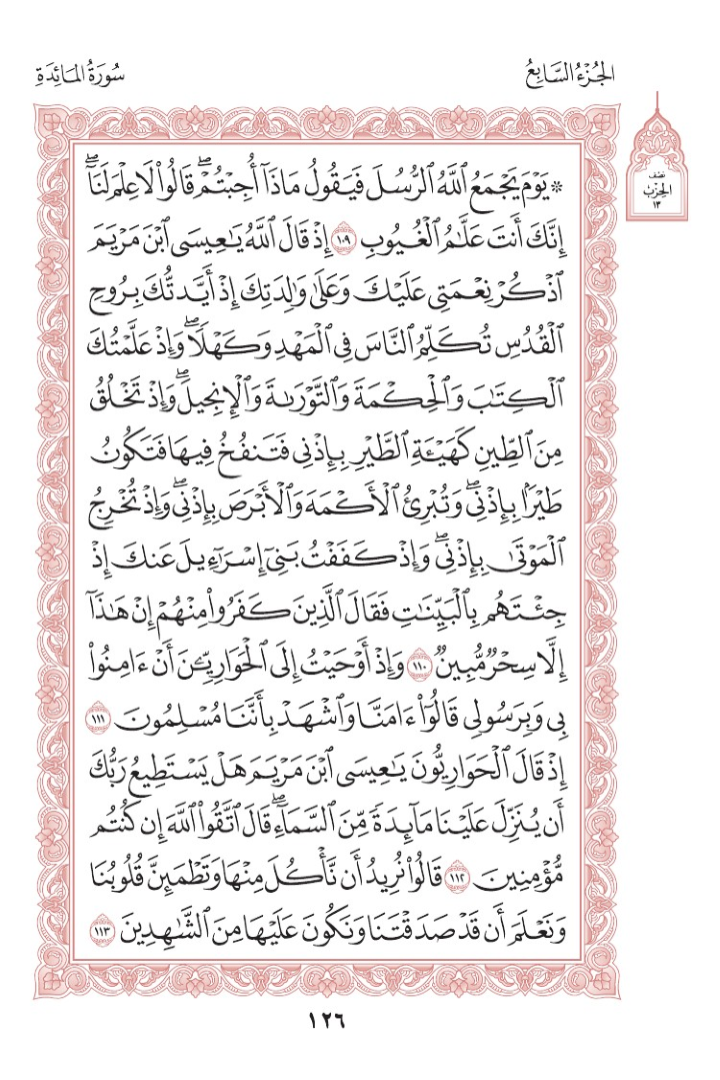 الجُزْءُ السَّابِعُ
سُورَةُ المَائِدَةِ
نصف
الحزب
١٣
۞ يَوْمَ يَجْمَعُ ٱللَّهُ ٱلرُّسُلَ فَيَقُولُ مَاذَآ أُجِبْتُمْۖ قَالُوا۟ لَا عِلْمَ لَنَآۖ
إِنَّكَ أَنتَ عَلَّٰمُ ٱلْغُيُوبِ ١٠٩ إِذْ قَالَ ٱللَّهُ يَٰعِيسَى ٱبْنَ مَرْيَمَ
ٱذْكُرْ نِعْمَتِى عَلَيْكَ وَعَلَىٰ وَٰلِدَتِكَ إِذْ أَيَّدتُّكَ بِرُوحِ
ٱلْقُدُسِ تُكَلِّمُ ٱلنَّاسَ فِى ٱلْمَهْدِ وَكَهْلًاۖ وَإِذْ عَلَّمْتُكَ
ٱلْكِتَٰبَ وَٱلْحِكْمَةَ وَٱلتَّوْرَىٰةَ وَٱلْإِنجِيلَۖ وَإِذْ تَخْلُقُ
مِنَ ٱلطِّينِ كَهَيْـَٔةِ ٱلطَّيْرِ بِإِذْنِى فَتَنفُخُ فِيهَا فَتَكُونُ
طَيْرًۢا بِإِذْنِىۖ وَتُبْرِئُ ٱلْأَكْمَهَ وَٱلْأَبْرَصَ بِإِذْنِىۖ وَإِذْ تُخْرِجُ
ٱلْمَوْتَىٰ بِإِذْنِىۖ وَإِذْ كَفَفْتُ بَنِىٓ إِسْرَٰٓءِيلَ عَنكَ إِذْ
جِئْتَهُم بِٱلْبَيِّنَٰتِ فَقَالَ ٱلَّذِينَ كَفَرُوا۟ مِنْهُمْ إِنْ هَٰذَآ
إِلَّا سِحْرٌ مُّبِينٌ ١١٠ وَإِذْ أَوْحَيْتُ إِلَى ٱلْحَوَارِيِّـۧنَ أَنْ ءَامِنُوا۟
بِى وَبِرَسُولِى قَالُوٓا۟ ءَامَنَّا وَٱشْهَدْ بِأَنَّنَا مُسْلِمُونَ ١١١
إِذْ قَالَ ٱلْحَوَارِيُّونَ يَٰعِيسَى ٱبْنَ مَرْيَمَ هَلْ يَسْتَطِيعُ رَبُّكَ
أَن يُنَزِّلَ عَلَيْنَا مَآئِدَةً مِّنَ ٱلسَّمَآءِۖ قَالَ ٱتَّقُوا۟ ٱللَّهَ إِن كُنتُم
مُّؤْمِنِينَ ١١٢ قَالُوا۟ نُرِيدُ أَن نَّأْكُلَ مِنْهَا وَتَطْمَئِنَّ قُلُوبُنَا
وَنَعْلَمَ أَن قَدْ صَدَقْتَنَا وَنَكُونَ عَلَيْهَا مِنَ ٱلشَّٰهِدِينَ ١١٣
١٢٦